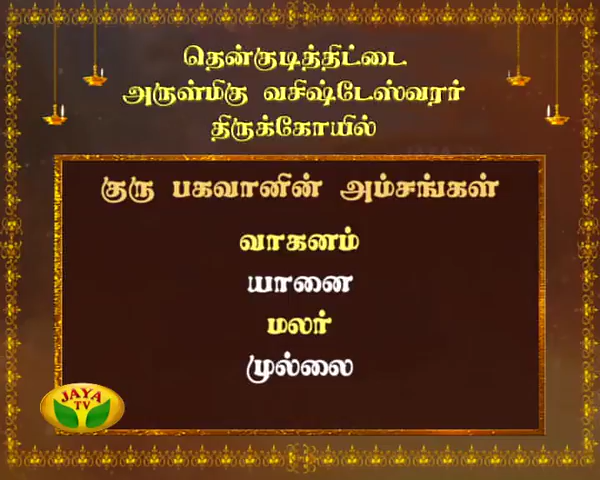 தென்குடித்திட்டை
அருள்மிகு வசிஷ்டேஸ்வரர்
திருக்கோயில்
குரு பகவானின் அம்சங்கள்
வாகனம்
யானை
மலர்
முல்லை
JAYA
TV